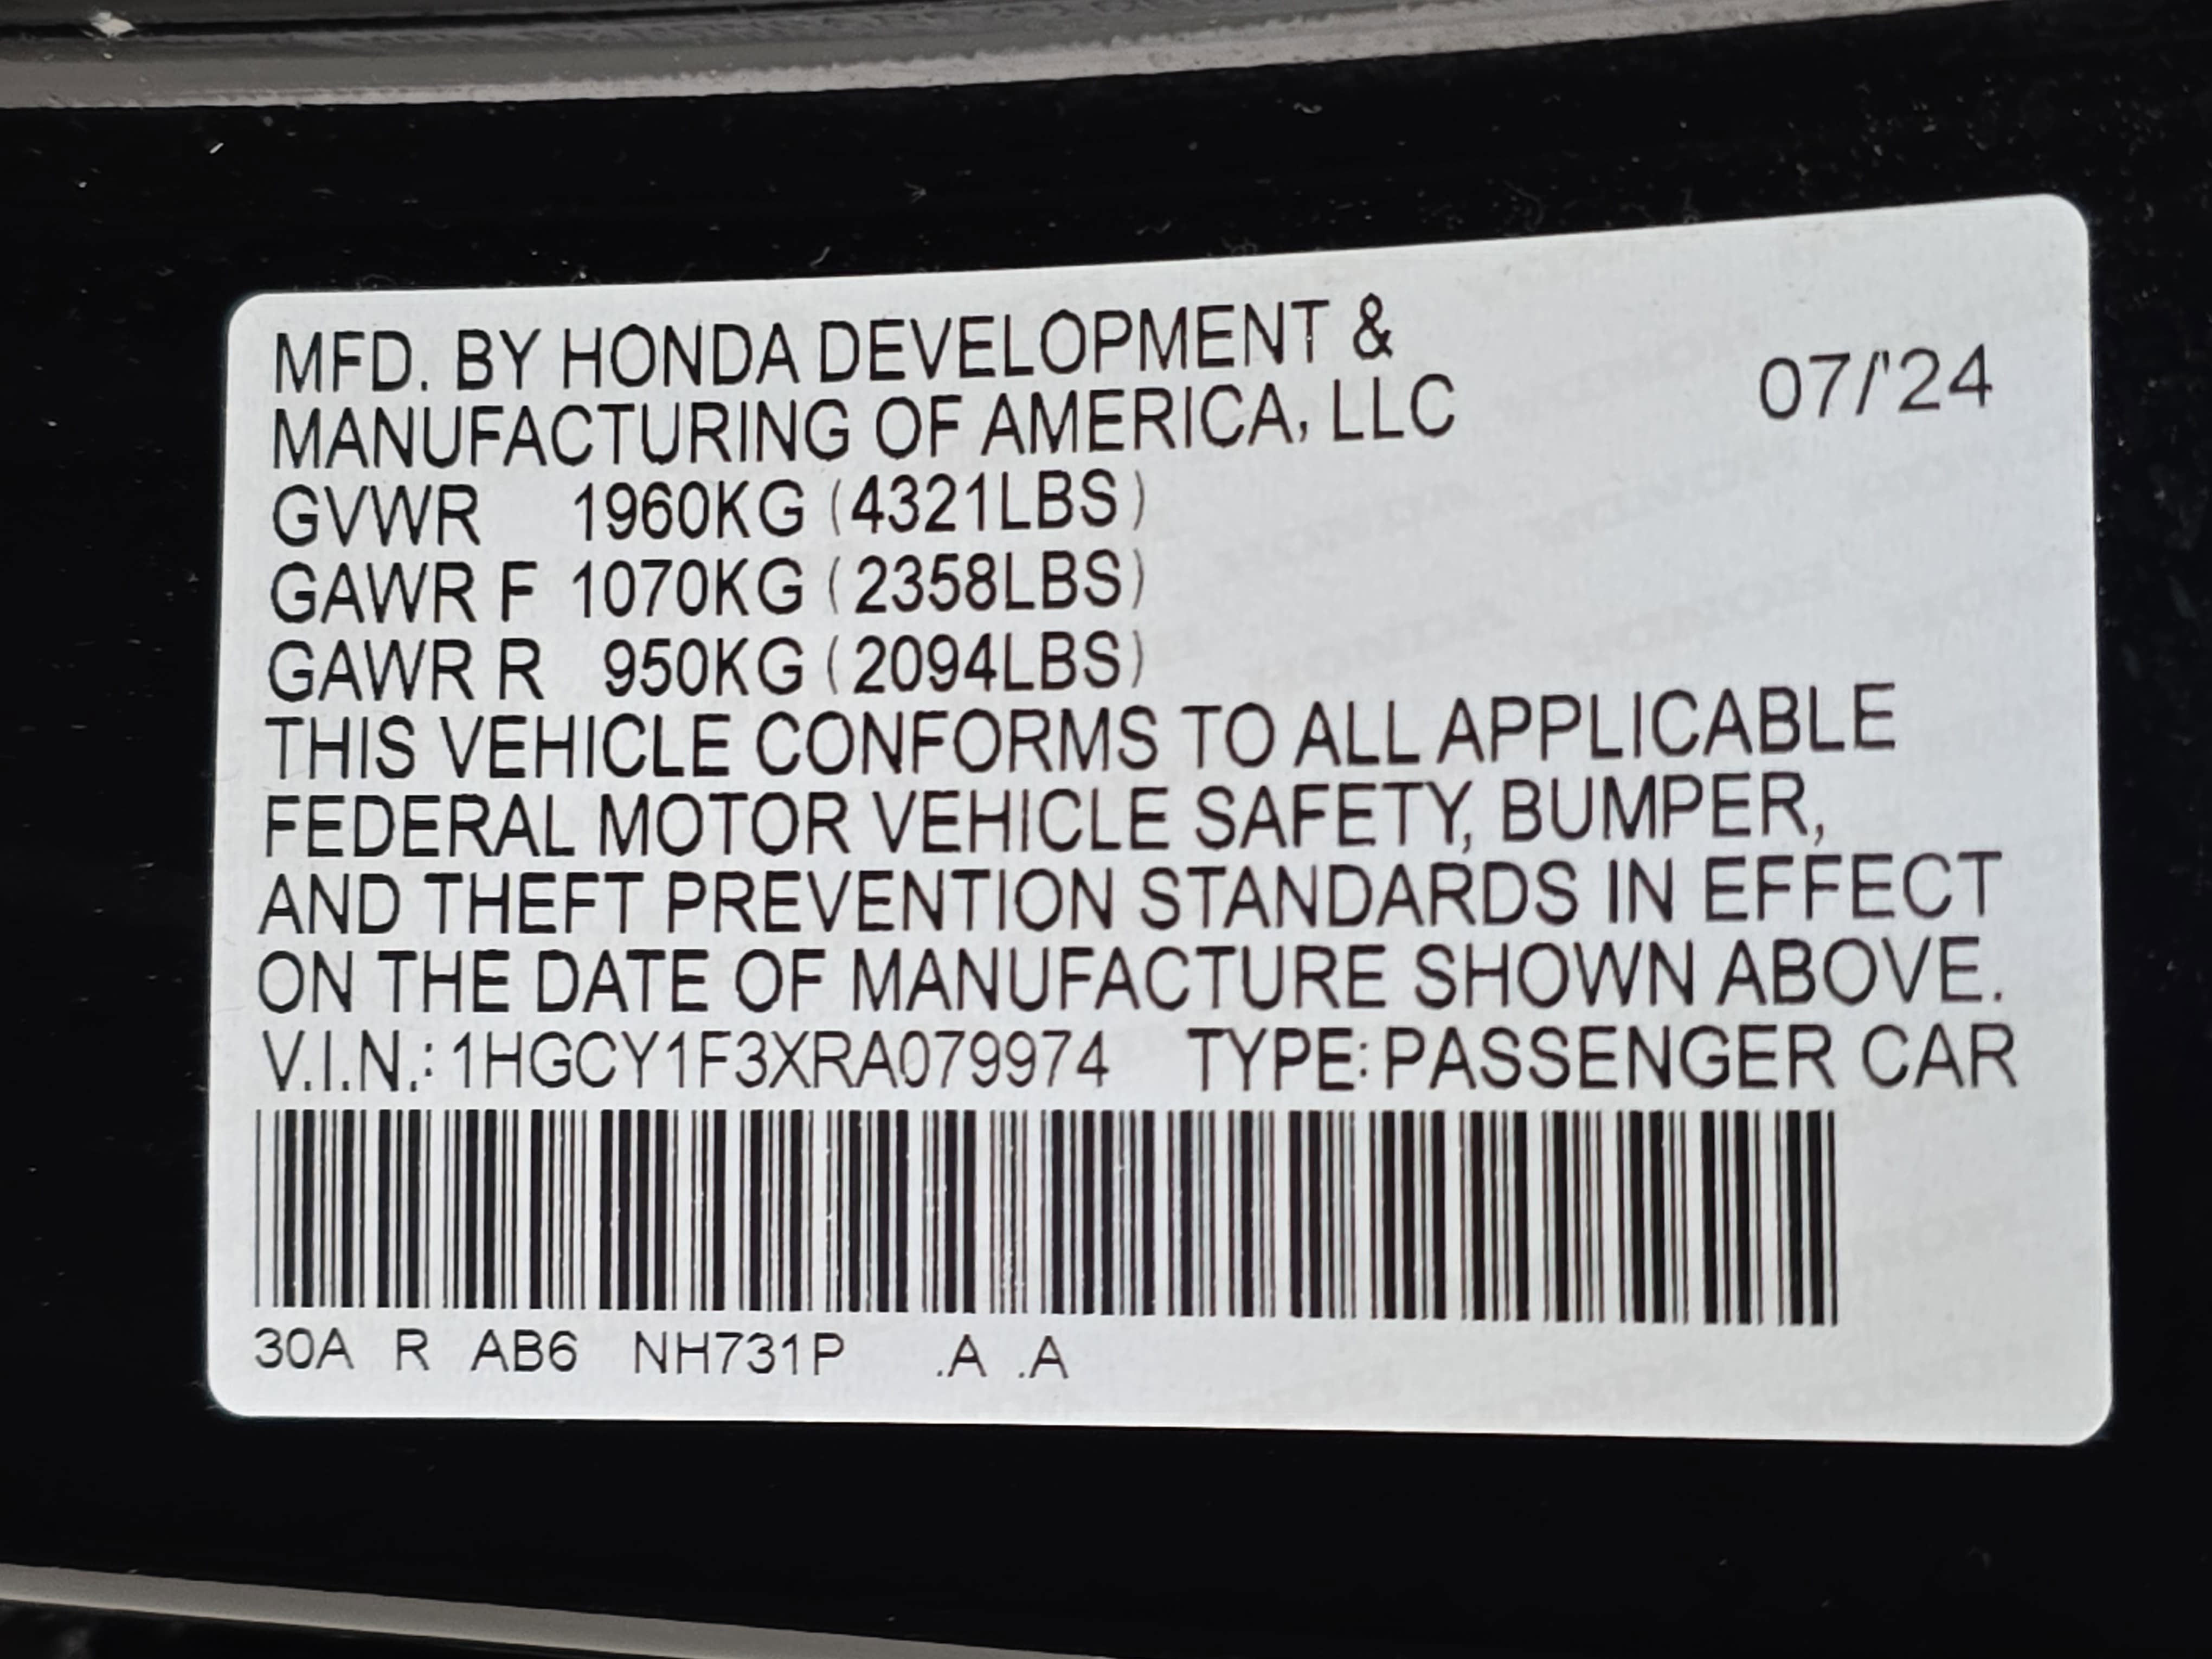 MFD. BY HONDA DEVELOPMENT &
MANUFACTURING OF AMERICA, LLC
07/'24
GVWR 1960KG (4321LBS)
GAWR F 1070KG (2358LBS)
GAWR R 950KG (2094LBS)
THIS VEHICLE CONFORMS TO ALL APPLICABLE
FEDERAL MOTOR VEHICLE SAFETY, BUMPER,
AND THEFT PREVENTION STANDARDS IN EFFECT
ON THE DATE OF MANUFACTURE SHOWN ABOVE.
V.I.N.: 1HGCY1F3XRA079974 TYPE: PASSENGER CAR
30A R AB6 NH731P .A .A